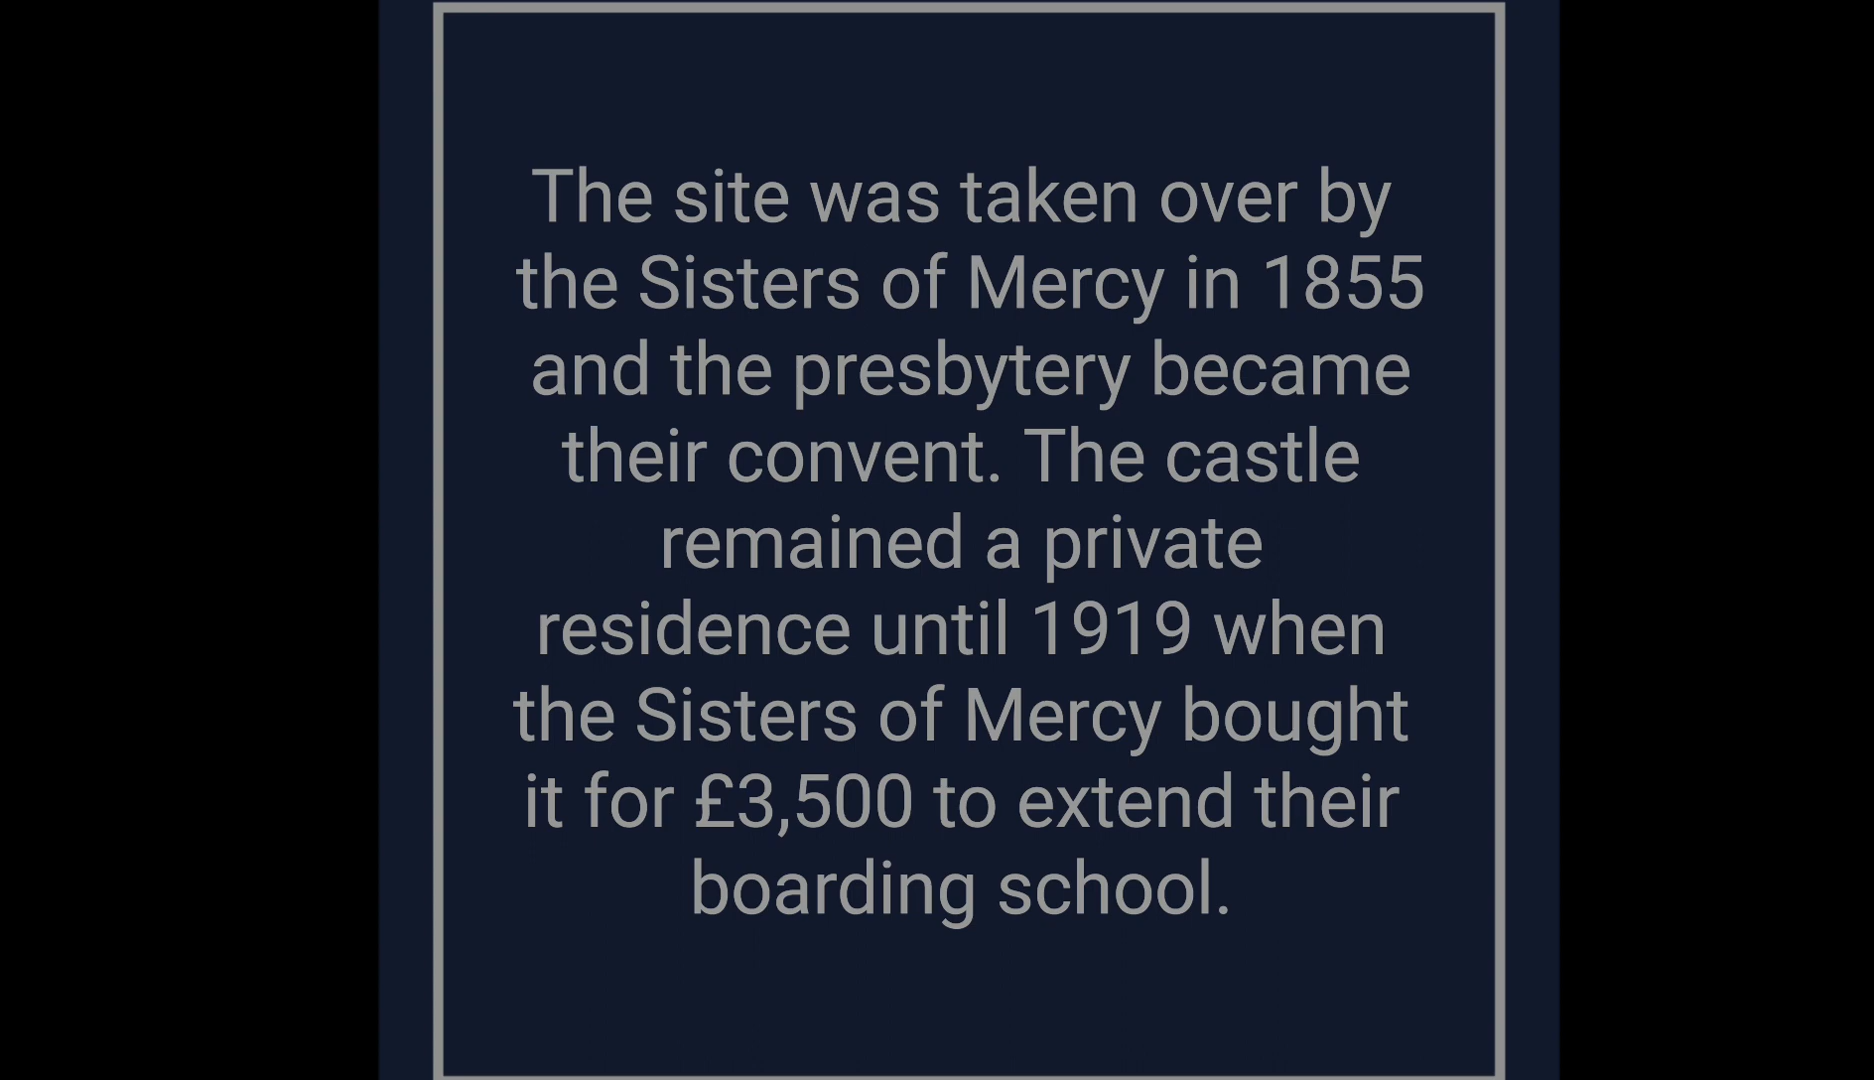 The site was taken over by
the Sisters of Mercy in 1855
and the presbytery became
their convent. The castle
remained a private
residence until 1919 when
the Sisters of Mercy bought
it for £3,500 to extend their
boarding school.